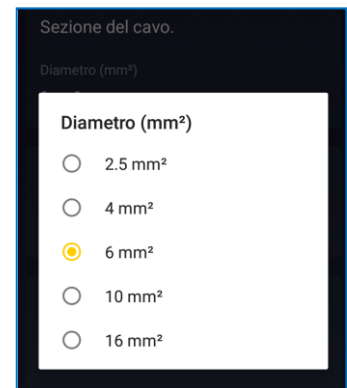 Sezione del cavo.
Diametro (mm²)
Diametro (mm²)
2.5 mm²
4 mm²
6 mm²
10 mm²
16 mm²